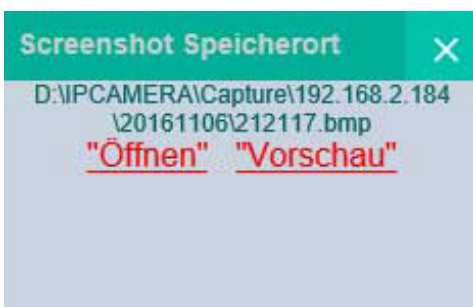 Screenshot Speicherort
D:\IPCAMERA\Capture\192.168.2.184
\20161106\212117.bmp
"Öffnen" "Vorschau"